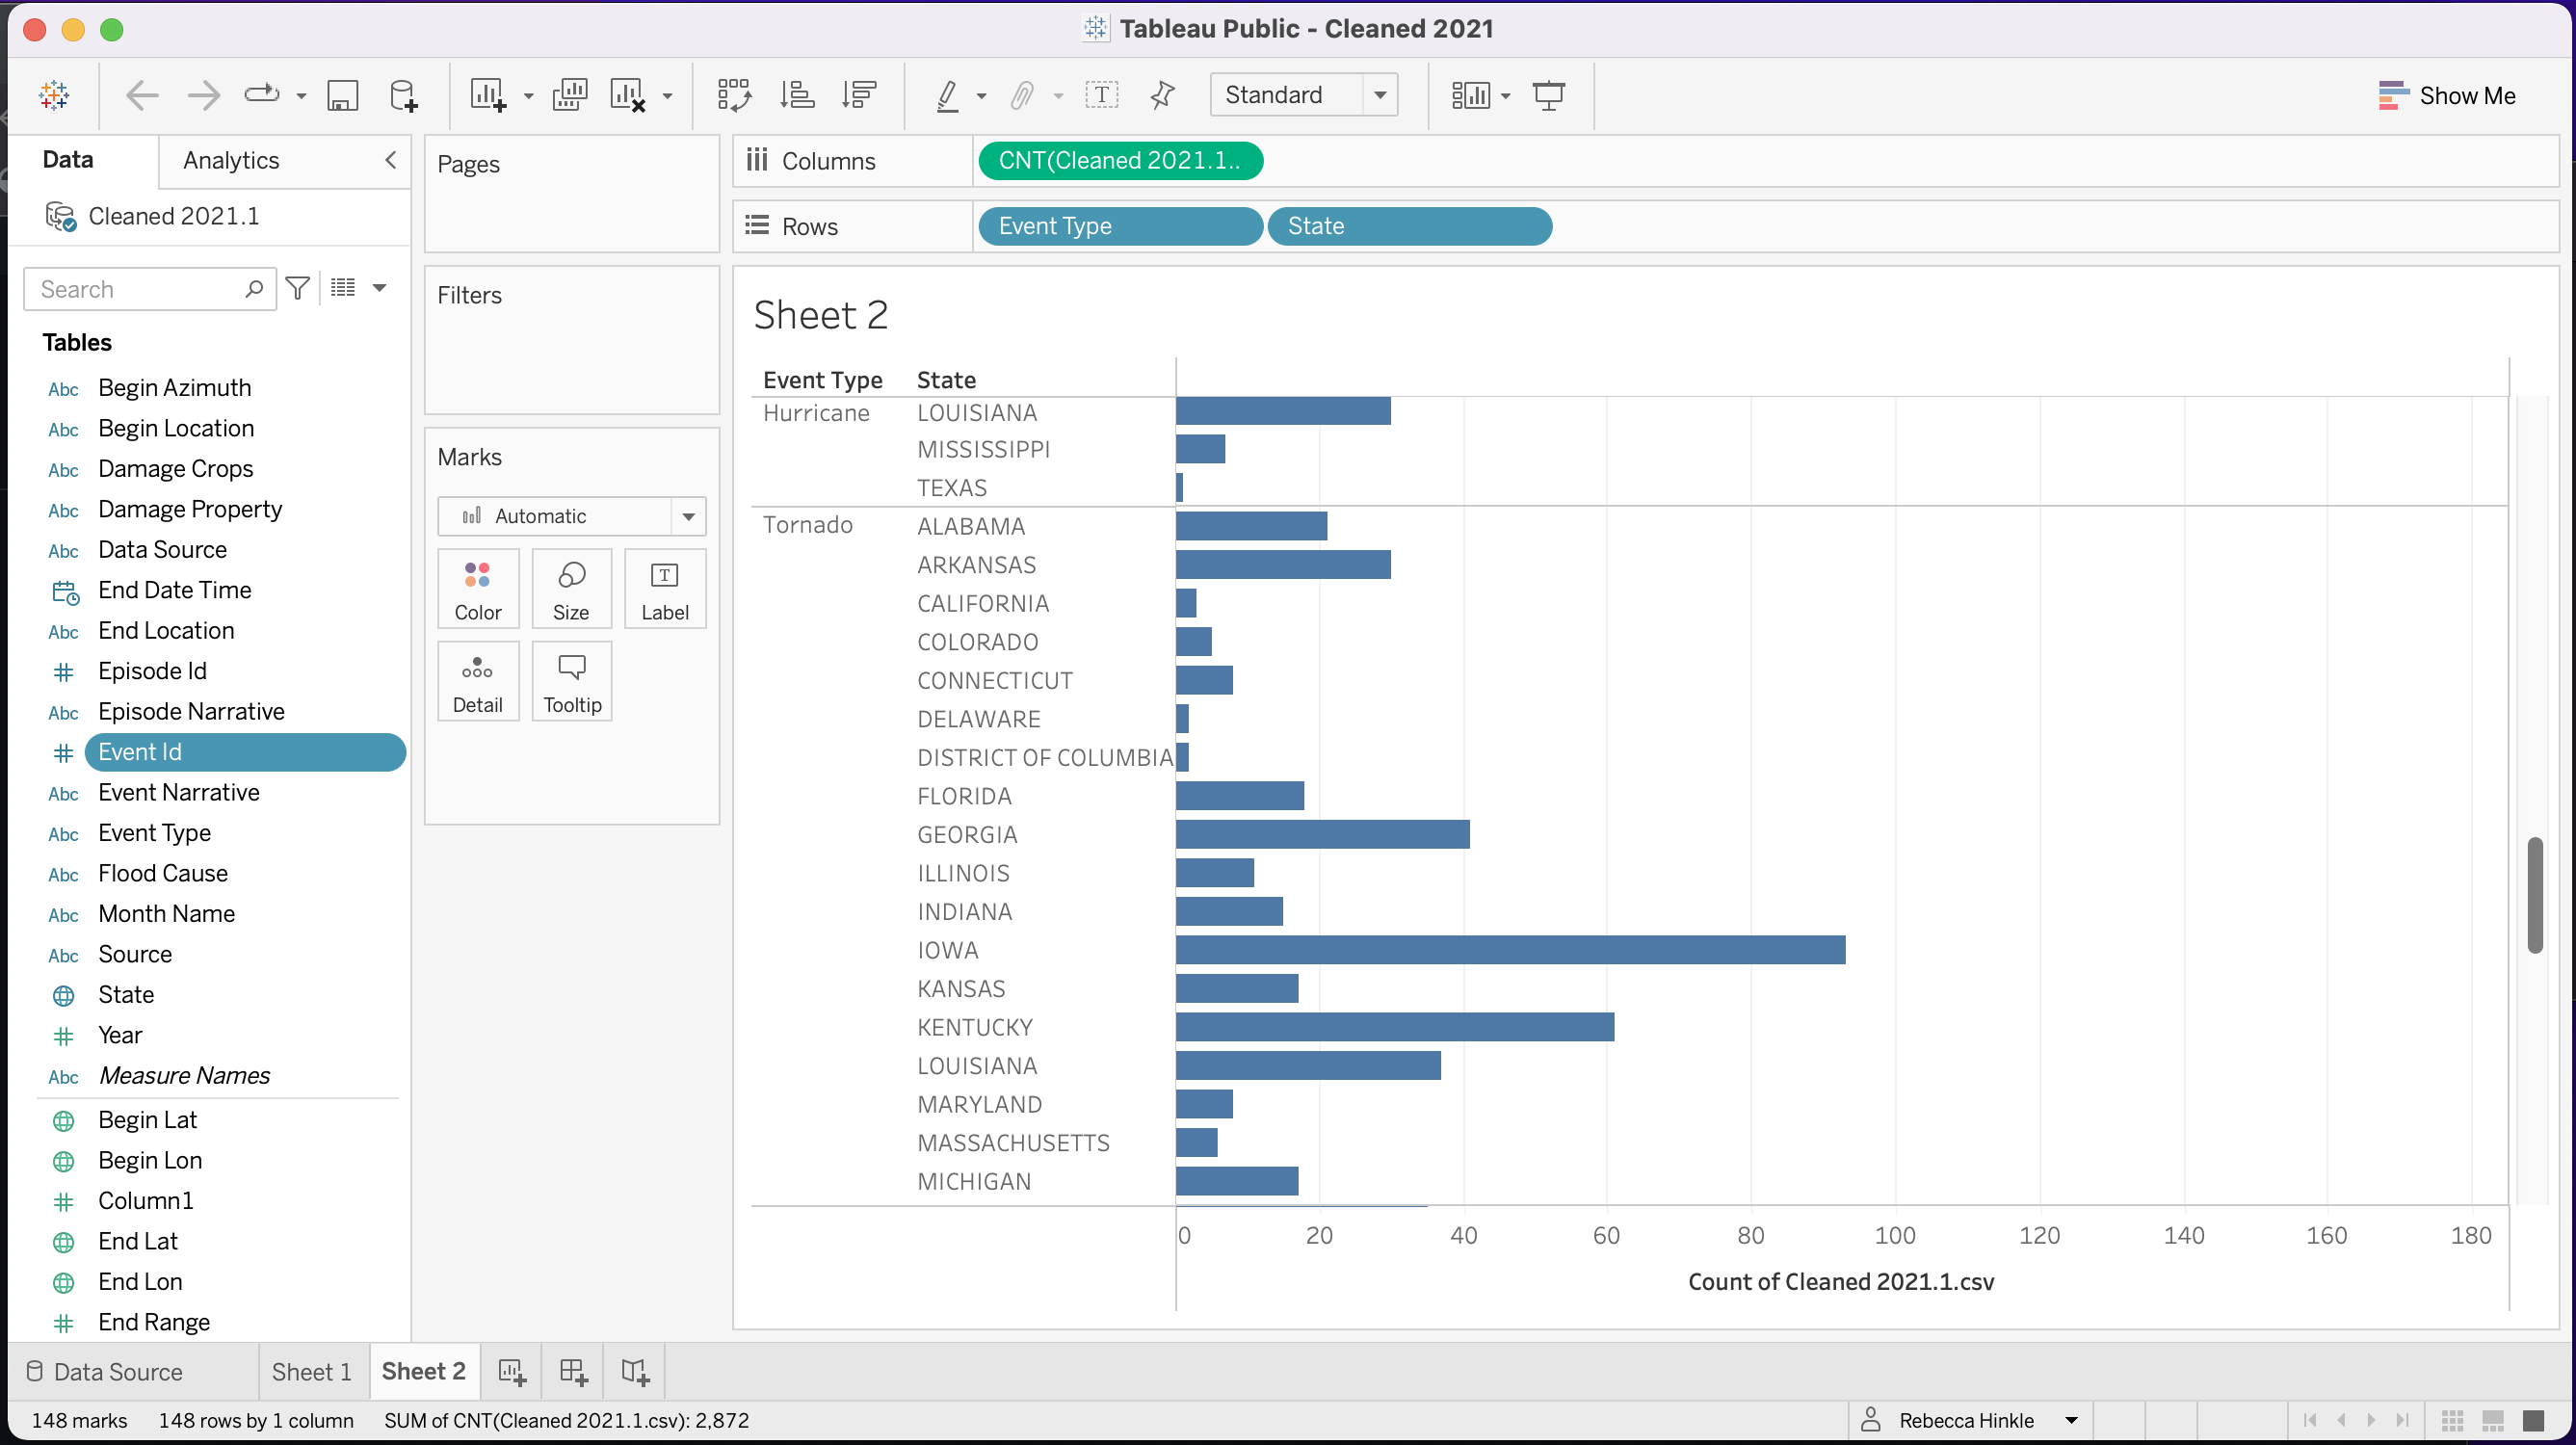 Tableau Public - Cleaned 2021
Standard
Show Me
Data
Analytics
Cleaned 2021.1
Search
Tables
Abc Begin Azimuth
Abc Begin Location
Abc Damage Crops
Abc Damage Property
Abc Data Source
End Date Time
Abc End Location
# Episode Id
Abc Episode Narrative
# Event Id
Abc Event Narrative
Abc Event Type
Abc Flood Cause
Abc Month Name
Abc Source
State
# Year
Abc Measure Names
Begin Lat
Begin Lon
# Column1
End Lat
End Lon
# End Range
Pages
Filters
Marks
Automatic
Color Size Label
Detail Tooltip
Columns CNT(Cleaned 2021.1..
Rows Event Type State
Sheet 2
Event Type State
Hurricane LOUISIANA
MISSISSIPPI
TEXAS
Tornado ALABAMA
ARKANSAS
CALIFORNIA
COLORADO
CONNECTICUT
DELAWARE
DISTRICT OF COLUMBIA
FLORIDA
GEORGIA
ILLINOIS
INDIANA
IOWA
KANSAS
KENTUCKY
LOUISIANA
MARYLAND
MASSACHUSETTS
MICHIGAN
0 20 40 60 80 100 120 140 160 180
Count of Cleaned 2021.1.csv
Data Source Sheet 1 Sheet 2
148 marks 148 rows by 1 column SUM of CNT(Cleaned 2021.1.csv): 2,872
Rebecca Hinkle